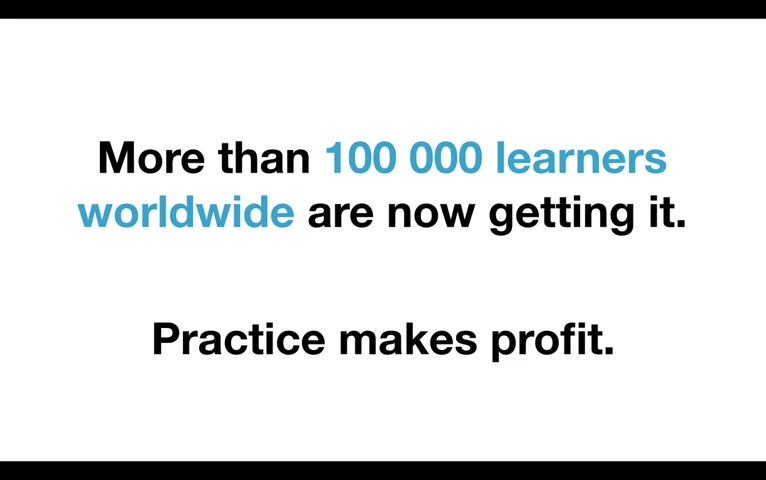 More than 100 000 learners
worldwide are now getting it.
Practice makes profit.